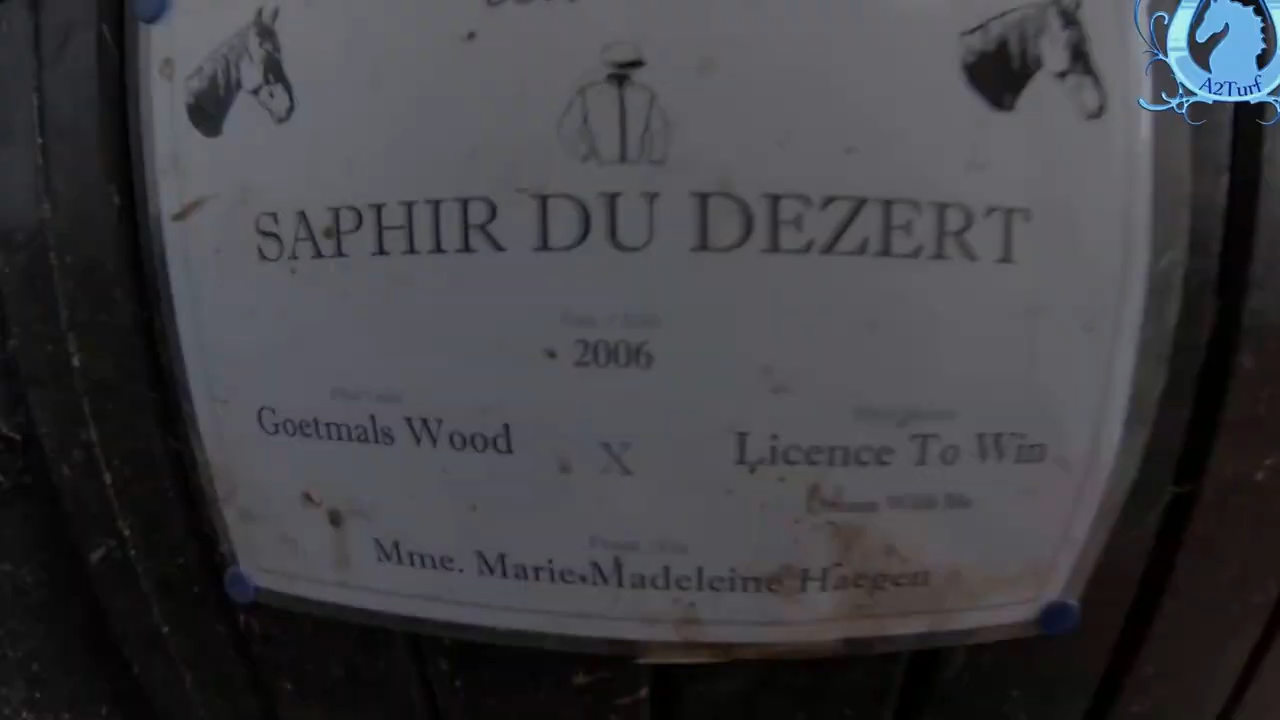 A2Turf
SAPHIR DU DEZERT
2006
Goetmals Wood X Licence To Win
Mme. Marie-Madeleine Haegen